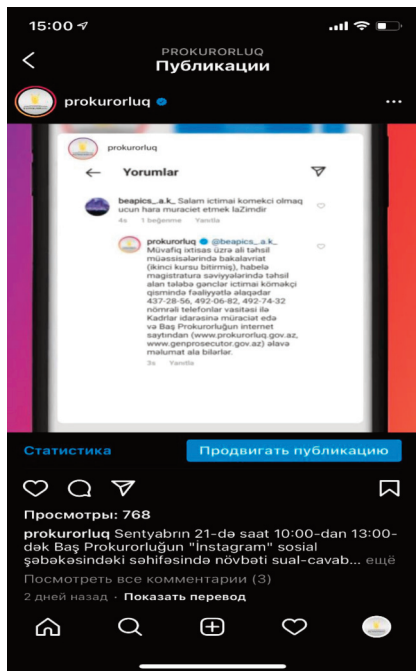 15:00
PROKURORLUQ
Публикации
prokurorluq
prokurorluq
Yorumlar
beapics_.a.k_ Salam ictimai komekci olmaq
ucun hara muraciet etmek laZimdir
4s 1 beğenme Yanıtla
prokurorluq @beapics_.a.k_
Müvafiq ixtisas üzrə ali təhsil
müəssisələrində bakalavriat
(ikinci kursu bitirmiş), habelə
magistratura səviyyələrində təhsil
alan tələbə gənclər ictimai köməkçi
qismində fəaliyyətlə əlaqədar
437-28-56, 492-06-82, 492-74-32
nömrəli telefonlar vasitəsi ilə
Kadrlar idarəsinə müraciət edə
və Baş Prokurorluğun internet
saytından (www.prokurorluq.gov.az,
www.genprosecutor.gov.az) əlavə
məlumat ala bilərlər.
3s Yanıtla
Статистика
Продвигать публикацию
Просмотры: 768
prokurorluq Sentyabrın 21-də saat 10:00-dan 13:00-
dək Baş Prokurorluğun "İnstagram" sosial
şəbəkəsindəki səhifəsində növbəti sual-cavab... ещё
Посмотреть все комментарии (3)
2 дней назад · Показать перевод